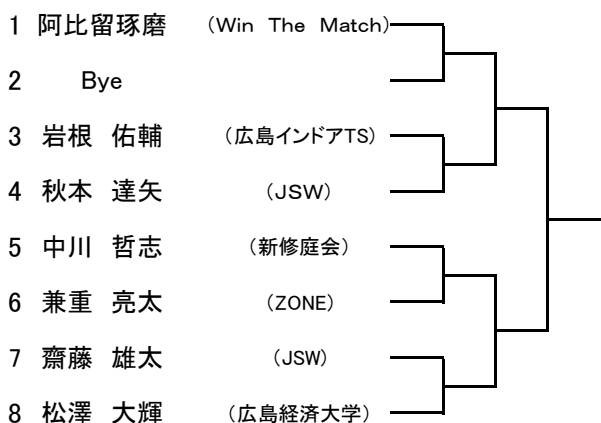 1 阿比留琢磨 (Win The Match)
2 Bye
3 岩根 佑輔 (広島インドアTS)
4 秋本 達矢 (JSW)
5 中川 哲志 (新修庭会)
6 兼重 亮太 (ZONE)
7 齋藤 雄太 (JSW)
8 松澤 大輝 (広島経済大学)